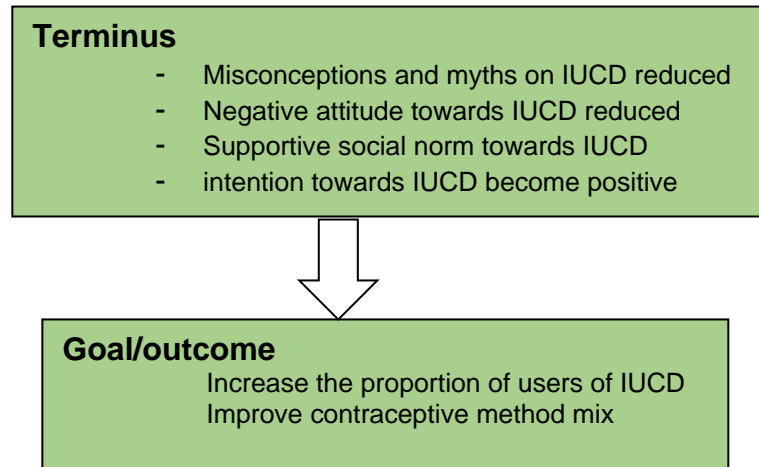 Terminus
- Misconceptions and myths on IUCD reduced
- Negative attitude towards IUCD reduced
- Supportive social norm towards IUCD
- intention towards IUCD become positive
Goal/outcome
Increase the proportion of users of IUCD
Improve contraceptive method mix